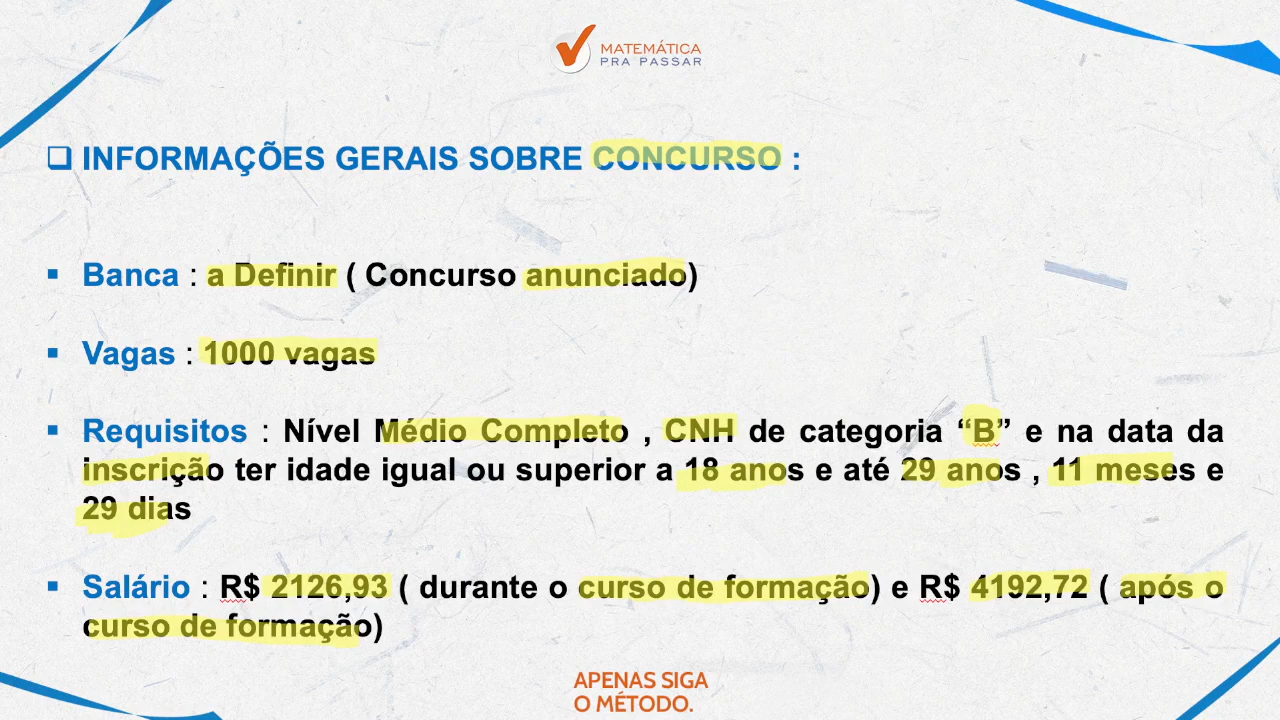 MATEMÁTICA
PRA PASSAR
❑ INFORMAÇÕES GERAIS SOBRE CONCURSO :
▪ Banca : a Definir ( Concurso anunciado)
▪ Vagas : 1000 vagas
▪ Requisitos : Nível Médio Completo , CNH de categoria “B” e na data da
inscrição ter idade igual ou superior a 18 anos e até 29 anos , 11 meses e
29 dias
▪ Salário : R$ 2126,93 ( durante o curso de formação) e R$ 4192,72 ( após o
curso de formação)
APENAS SIGA
O MÉTODO.